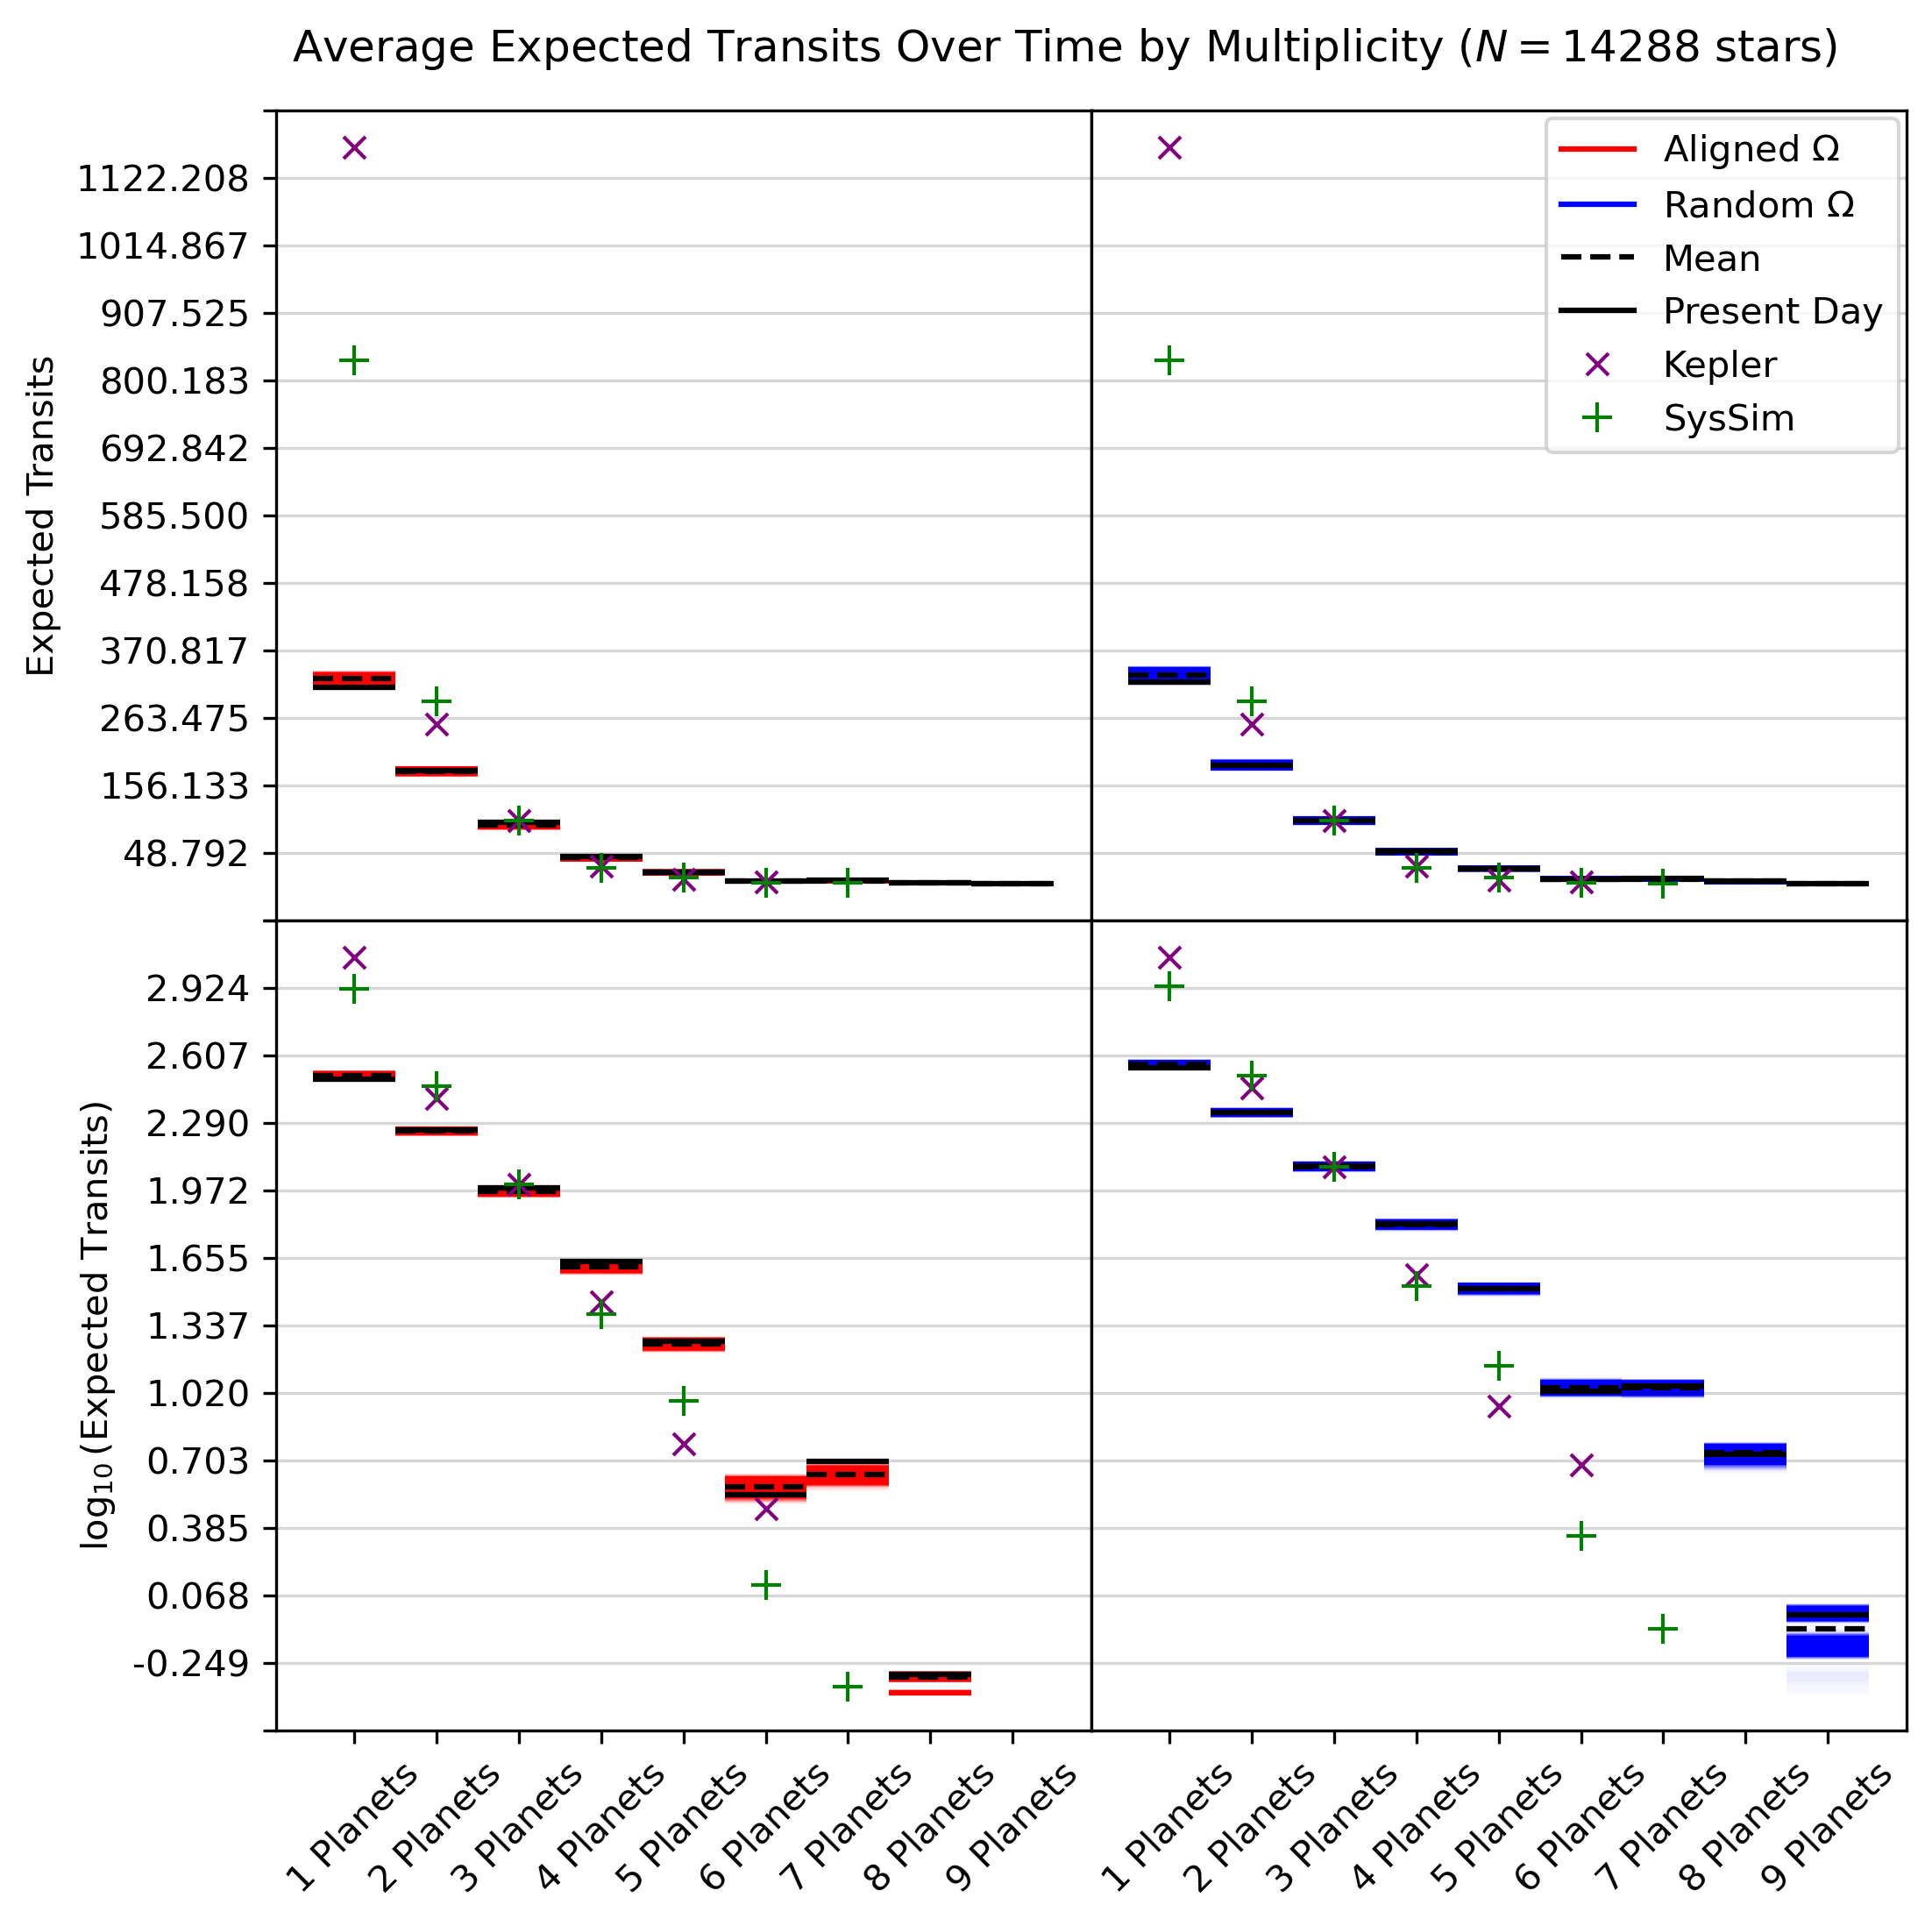 Average Expected Transits Over Time by Multiplicity (N = 14288 stars)
Expected Transits
1122.208
1014.867
907.525
800.183
692.842
585.500
478.158
370.817
263.475
156.133
48.792
Aligned Ω
Random Ω
Mean
Present Day
Kepler
SysSim
log₁₀(Expected Transits)
2.924
2.607
2.290
1.972
1.655
1.337
1.020
0.703
0.385
0.068
-0.249
1 Planets
2 Planets
3 Planets
4 Planets
5 Planets
6 Planets
7 Planets
8 Planets
9 Planets
1 Planets
2 Planets
3 Planets
4 Planets
5 Planets
6 Planets
7 Planets
8 Planets
9 Planets